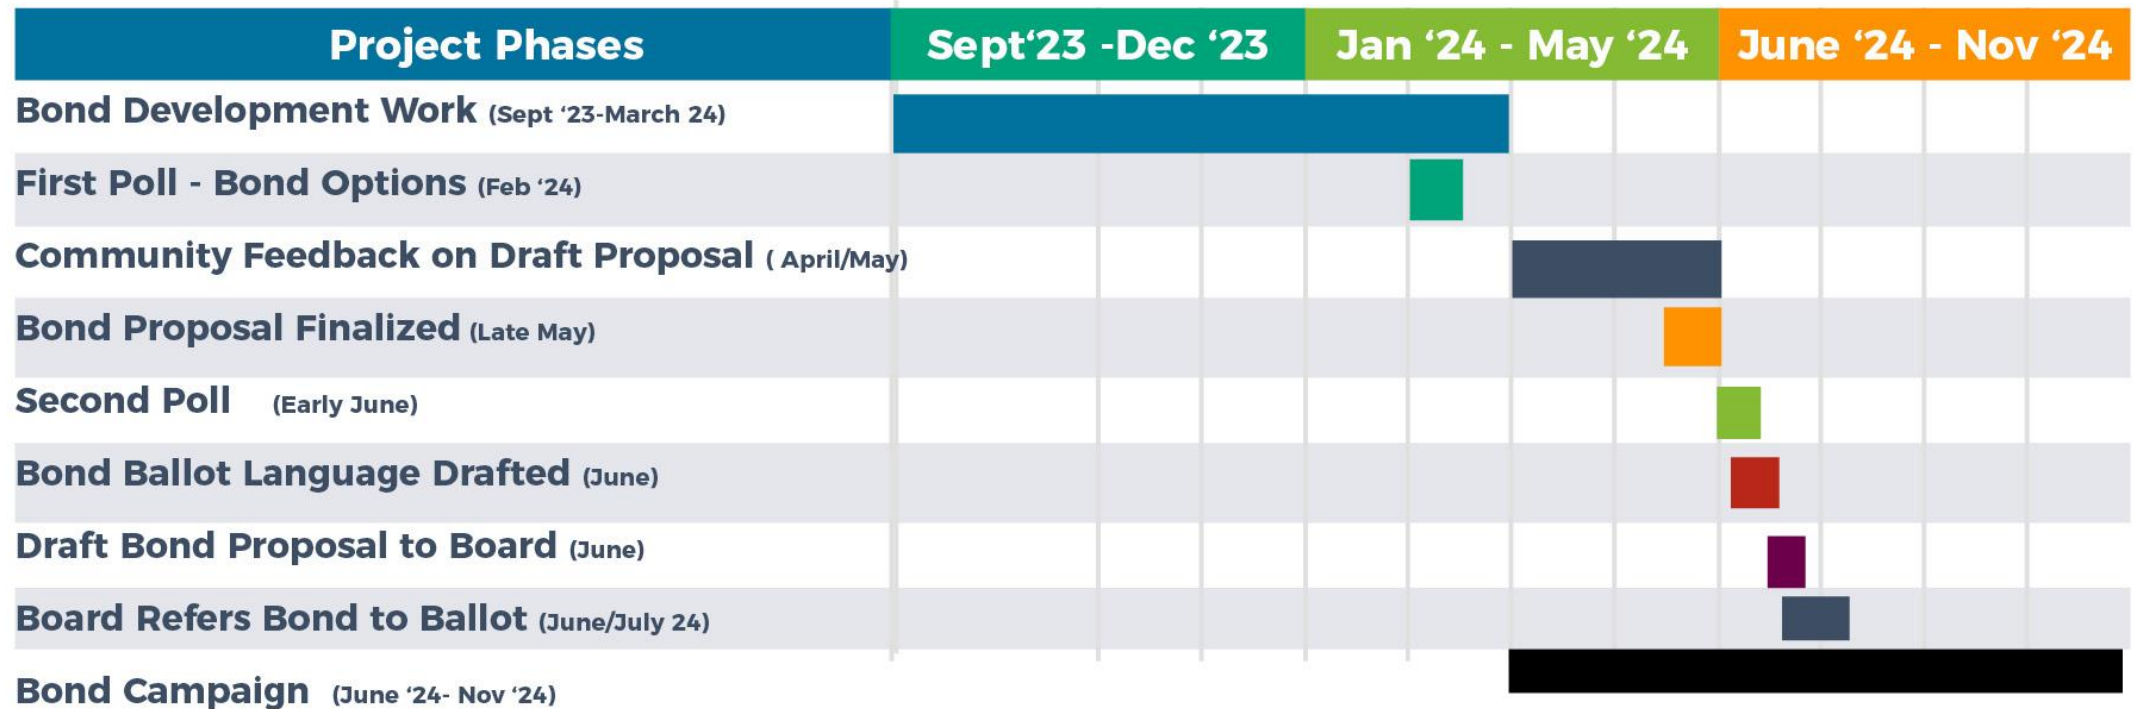 Project Phases Sept‘23 -Dec ‘23 Jan ‘24 - May ‘24 June ‘24 - Nov ‘24
Bond Development Work (Sept ‘23-March 24)
First Poll - Bond Options (Feb ‘24)
Community Feedback on Draft Proposal ( April/May)
Bond Proposal Finalized (Late May)
Second Poll (Early June)
Bond Ballot Language Drafted (June)
Draft Bond Proposal to Board (June)
Board Refers Bond to Ballot (June/July 24)
Bond Campaign (June ‘24- Nov ‘24)